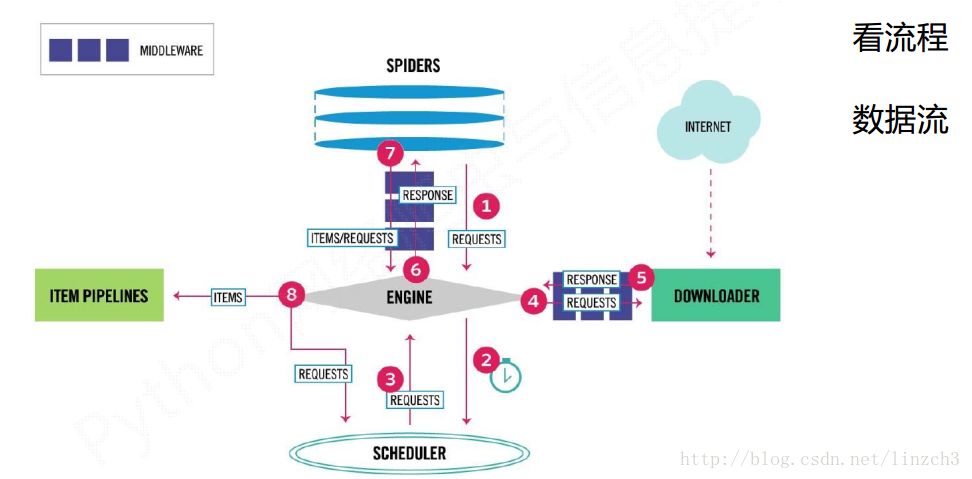 MIDDLEWARE
看流程
数据流
SPIDERS
INTERNET
7
RESPONSE
1
ITEMS/REQUESTS
REQUESTS
6
ITEM PIPELINES
ITEMS
8
ENGINE
4
RESPONSE
5
REQUESTS
DOWNLOADER
2
REQUESTS
3
REQUESTS
SCHEDULER
http://blog.csdn.net/linzch3